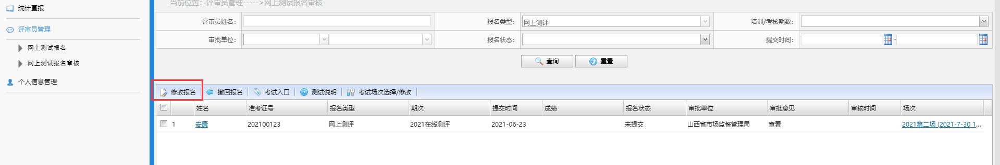 统计直报
评审员管理
网上测试报名
网上测试报名审核
个人信息管理
当前位置：评审员管理----->网上测试报名审核
评审员姓名： 报名类型： 网上测评 培训/考核期数：
审批单位： 报名状态： 提交时间： -
查询 重置
修改报名 撤回报名 考试入口 测试说明 考试场次选择/修改
姓名 准考证号 报名类型 期次 提交时间 成绩 报名状态 审批单位 审批意见 审核时间 场次
1 安康 202100123 网上测评 2021在线测评 2021-06-23 未提交 山西省市场监督管理局 查看 2021第二场 (2021-7-30 1...